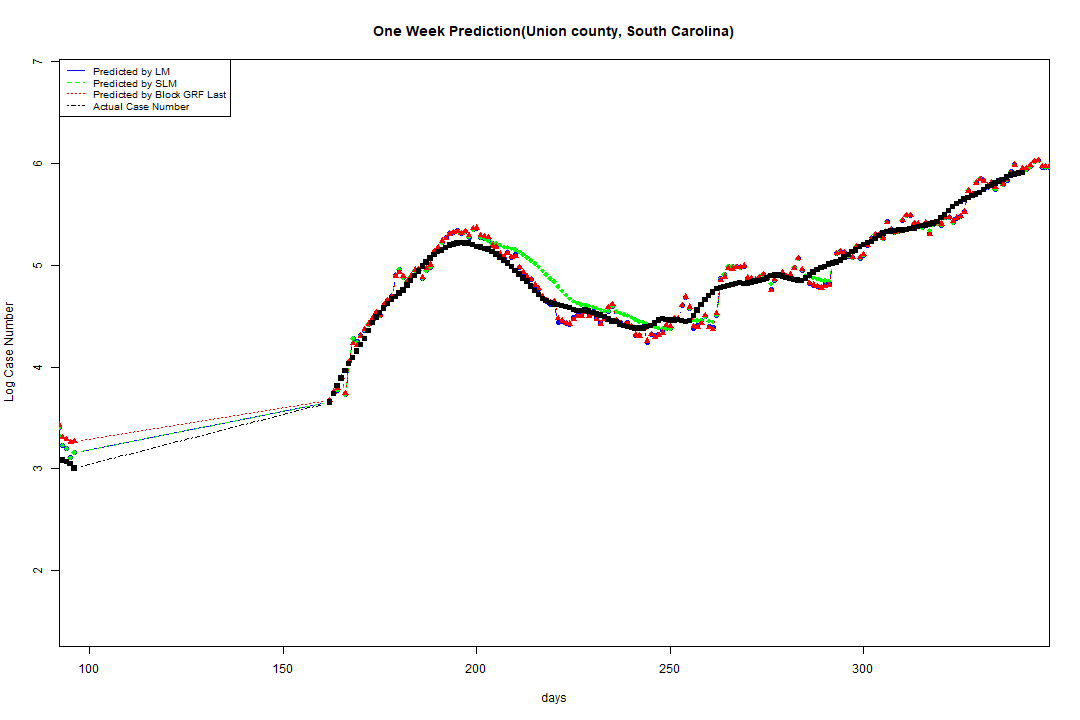 One Week Prediction(Union county, South Carolina)
Predicted by LM
Predicted by SLM
Predicted by Block GRF Last
Actual Case Number
7
6
5
4
3
2
Log Case Number
100 150 200 250 300
days